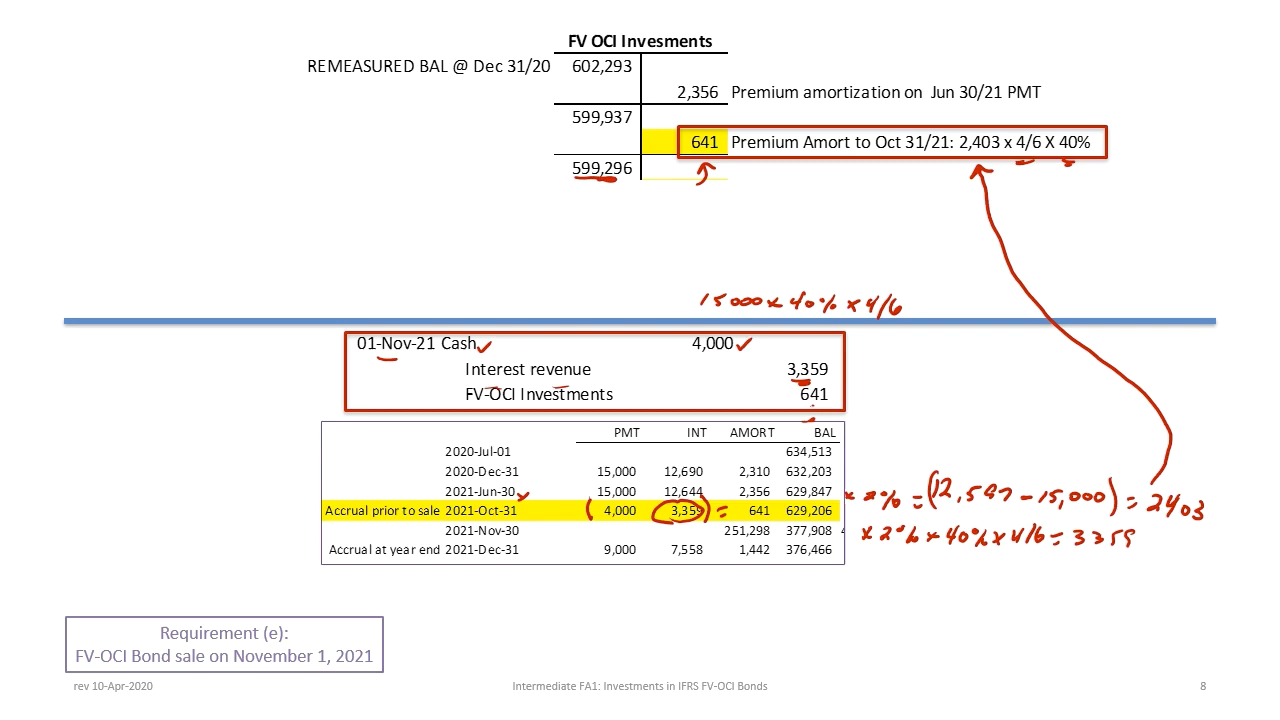 FV OCI Invesments
REMEASURED BAL @ Dec 31/20 602,293
2,356 Premium amortization on Jun 30/21 PMT
599,937
641 Premium Amort to Oct 31/21: 2,403 x 4/6 X 40%
599,296
15000 x 40% x 4/6
01-Nov-21 Cash 4,000
Interest revenue 3,359
FV-OCI Investments 641
PMT INT AMORT BAL
2020-Jul-01 634,513
2020-Dec-31 15,000 12,690 2,310 632,203
2021-Jun-30 15,000 12,644 2,356 629,847 x 2% = (12,597 - 15,000) = 2403
Accrual prior to sale 2021-Oct-31 ( 4,000 3,359 ) = 641 629,206
2021-Nov-30 251,298 377,908 x 2% x 40% x 4/6 = 3359
Accrual at year end 2021-Dec-31 9,000 7,558 1,442 376,466
Requirement (e):
FV-OCI Bond sale on November 1, 2021
rev 10-Apr-2020 Intermediate FA1: Investments in IFRS FV-OCI Bonds 8